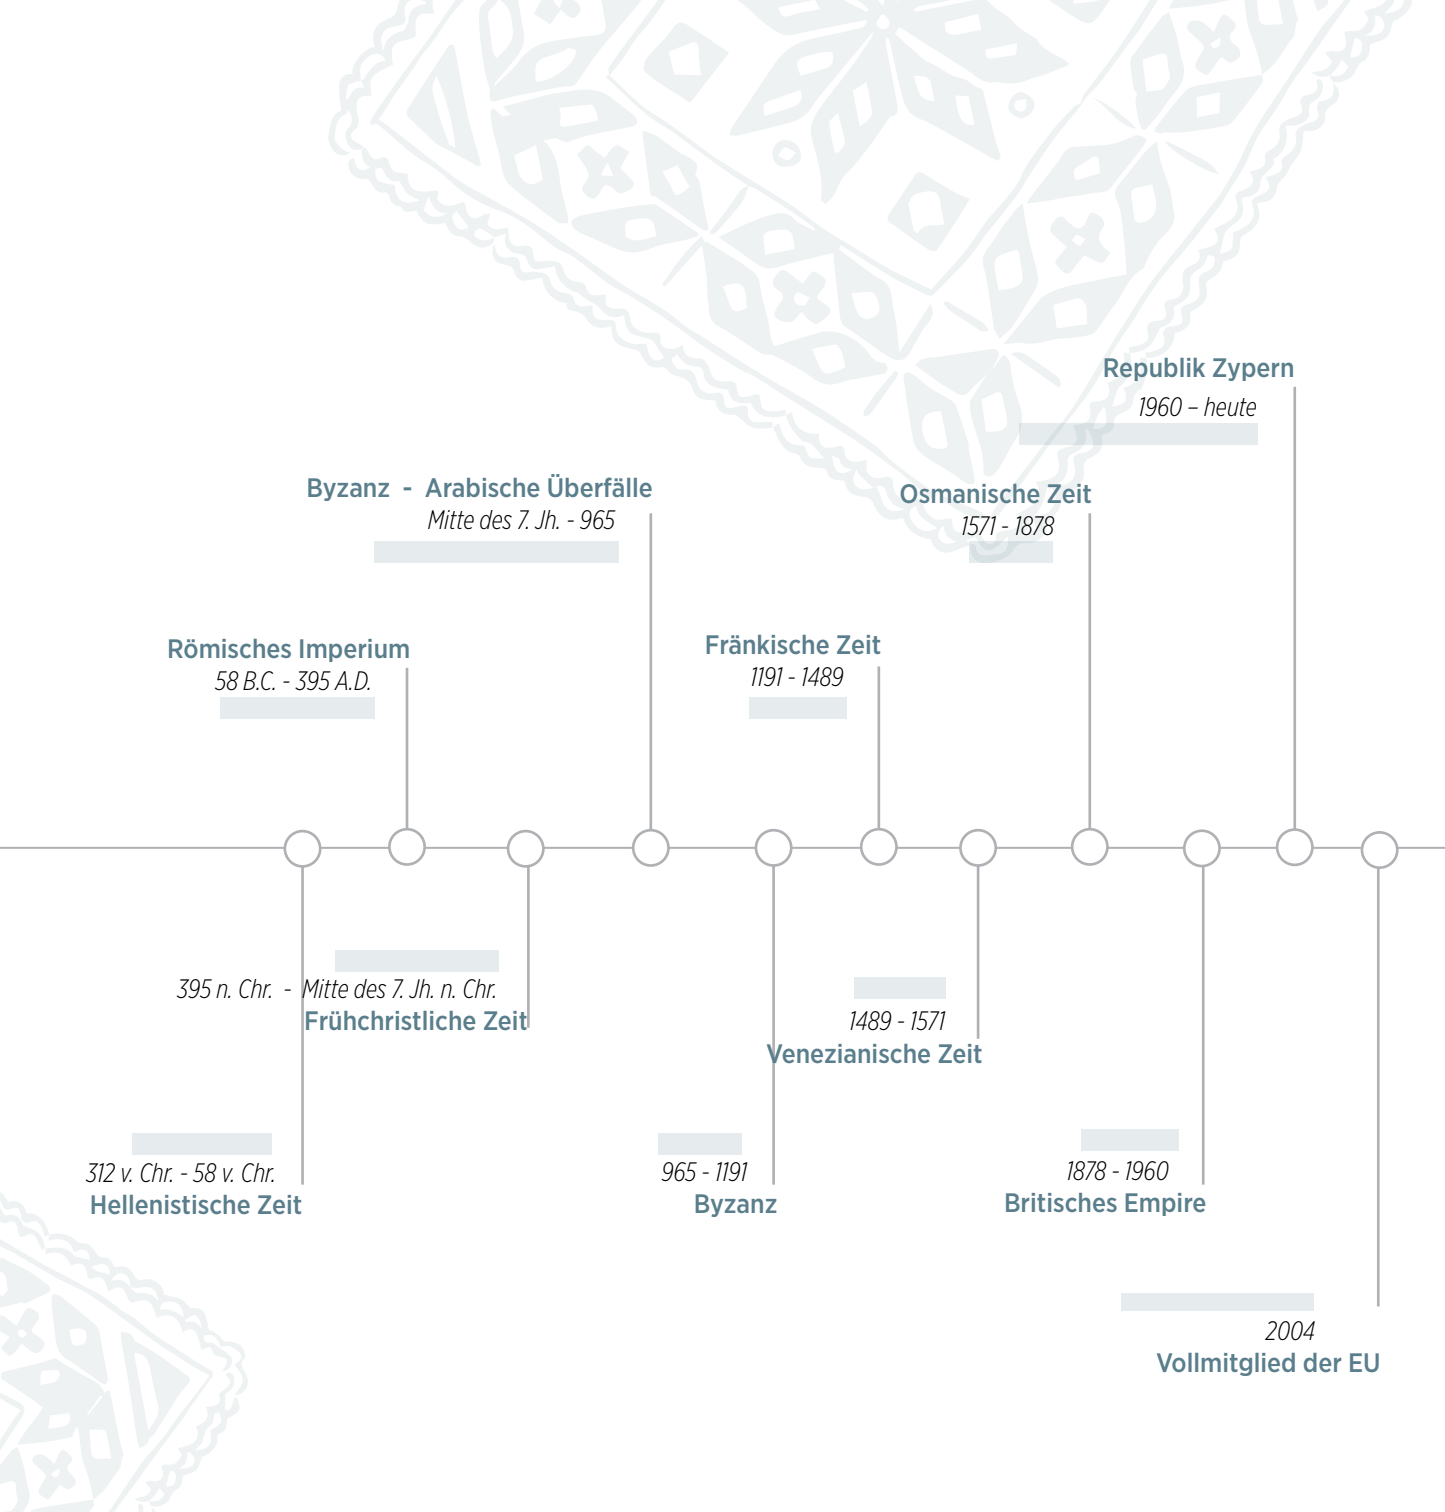 Republik Zypern
1960 – heute
Byzanz - Arabische Überfälle
Mitte des 7. Jh. - 965
Osmanische Zeit
1571 - 1878
Römisches Imperium
58 B.C. - 395 A.D.
Fränkische Zeit
1191 - 1489
395 n. Chr. - Mitte des 7. Jh. n. Chr.
Frühchristliche Zeit
1489 - 1571
Venezianische Zeit
312 v. Chr. - 58 v. Chr.
Hellenistische Zeit
965 - 1191
Byzanz
1878 - 1960
Britisches Empire
2004
Vollmitglied der EU